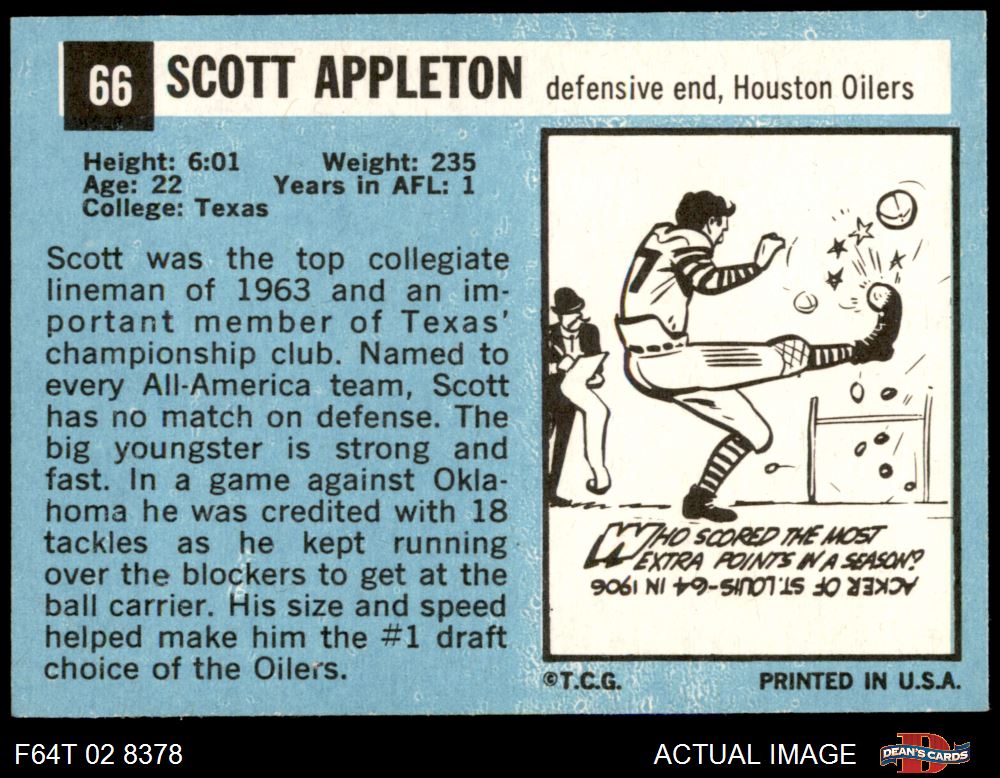 66 SCOTT APPLETON defensive end, Houston Oilers
Height: 6:01 Weight: 235
Age: 22 Years in AFL: 1
College: Texas
Scott was the top collegiate
lineman of 1963 and an im-
portant member of Texas'
championship club. Named to
every All-America team, Scott
has no match on defense. The
big youngster is strong and
fast. In a game against Okla-
homa he was credited with 18
tackles as he kept running
over the blockers to get at the
ball carrier. His size and speed
helped make him the #1 draft
choice of the Oilers.
7
WHO SCORED THE MOST
EXTRA POINTS IN A SEASON?
ACKER OF ST. LOUIS-64 IN 1906
©T.C.G. PRINTED IN U.S.A.
F64T 02 8378 ACTUAL IMAGE DEAN'S CARDS